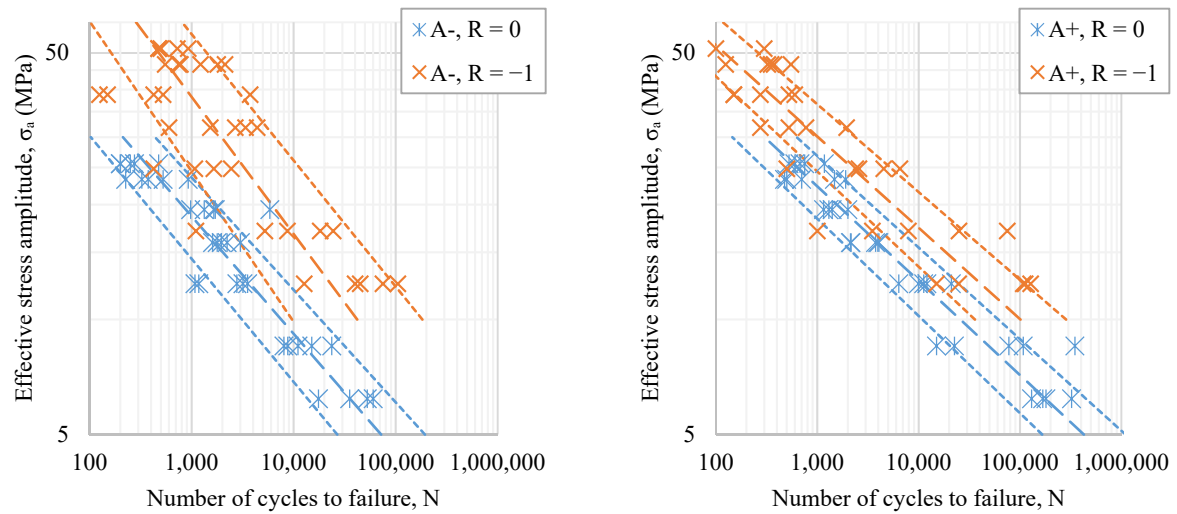 Effective stress amplitude, σa (MPa)
50
5
A-, R = 0
A-, R = −1
100
1,000
10,000
100,000
1,000,000
Number of cycles to failure, N
Effective stress amplitude, σa (MPa)
50
5
A+, R = 0
A+, R = −1
100
1,000
10,000
100,000
1,000,000
Number of cycles to failure, N